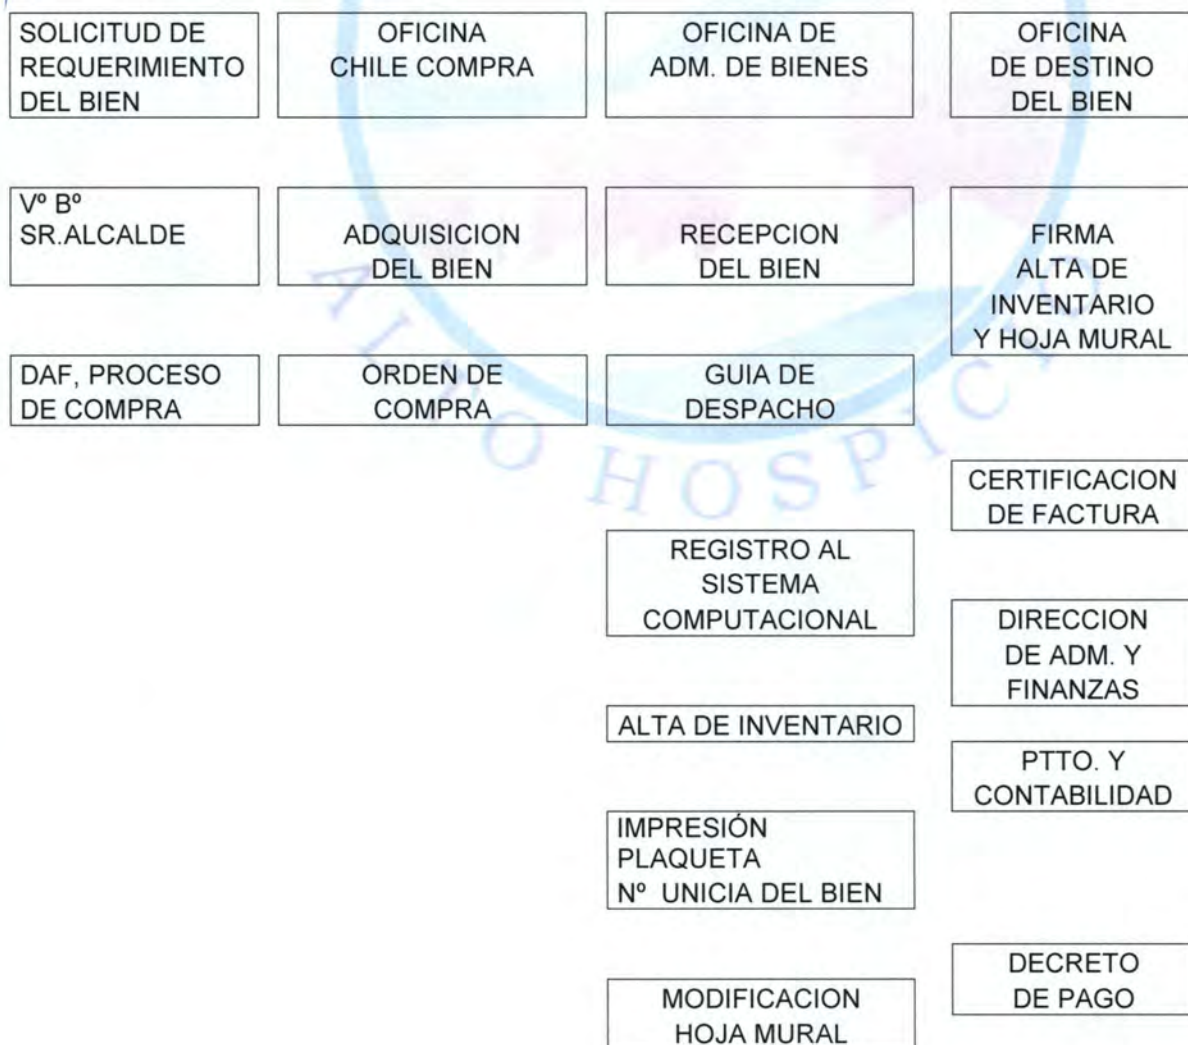 SOLICITUD DE
REQUERIMIENTO
DEL BIEN
OFICINA
CHILE COMPRA
OFICINA DE
ADM. DE BIENES
OFICINA
DE DESTINO
DEL BIEN
Vº Bº
SR.ALCALDE
ADQUISICION
DEL BIEN
RECEPCION
DEL BIEN
FIRMA
ALTA DE
INVENTARIO
Y HOJA MURAL
DAF, PROCESO
DE COMPRA
ORDEN DE
COMPRA
GUIA DE
DESPACHO
ALTO HOSPICIO
CERTIFICACION
DE FACTURA
REGISTRO AL
SISTEMA
COMPUTACIONAL
DIRECCION
DE ADM. Y
FINANZAS
ALTA DE INVENTARIO
PTTO. Y
CONTABILIDAD
IMPRESIÓN
PLAQUETA
Nº UNICIA DEL BIEN
DECRETO
DE PAGO
MODIFICACION
HOJA MURAL